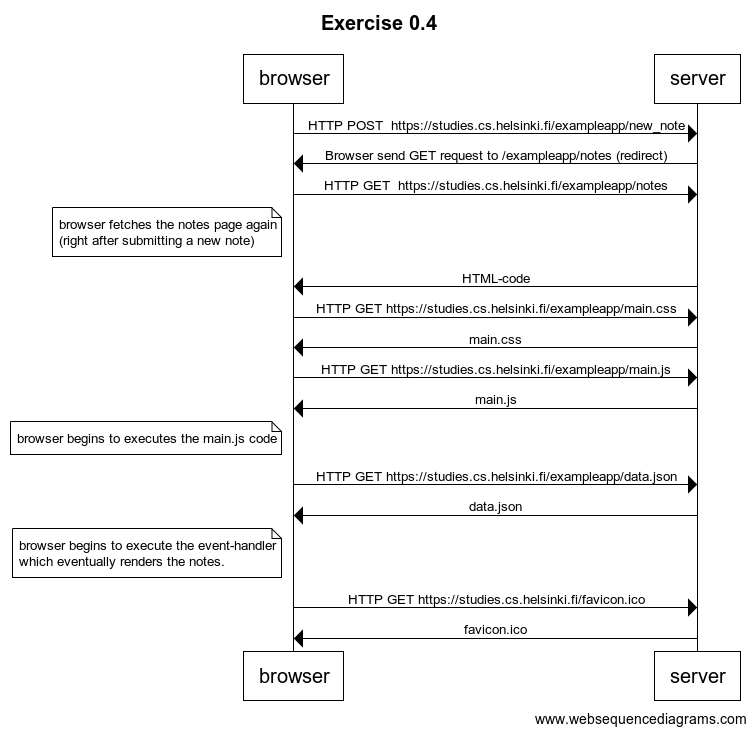 Exercise 0.4
browser
server
HTTP POST  https://studies.cs.helsinki.fi/exampleapp/new_note
Browser send GET request to /exampleapp/notes (redirect)
HTTP GET  https://studies.cs.helsinki.fi/exampleapp/notes
browser fetches the notes page again
(right after submitting a new note)
HTML-code
HTTP GET https://studies.cs.helsinki.fi/exampleapp/main.css
main.css
HTTP GET https://studies.cs.helsinki.fi/exampleapp/main.js
main.js
browser begins to executes the main.js code
HTTP GET https://studies.cs.helsinki.fi/exampleapp/data.json
data.json
browser begins to execute the event-handler
which eventually renders the notes.
HTTP GET https://studies.cs.helsinki.fi/favicon.ico
favicon.ico
browser
server
www.websequencediagrams.com